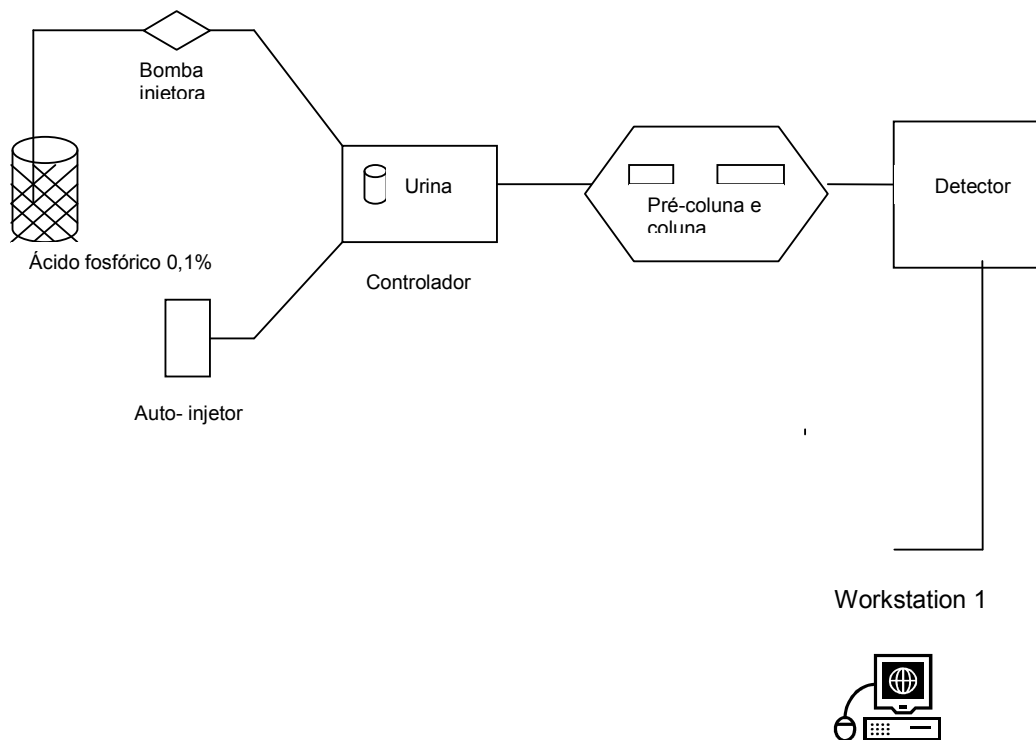 Bomba
injetora
Urina
Detector
Pré-coluna e
coluna
Ácido fosfórico 0,1%
Controlador
Auto- injetor
Workstation 1